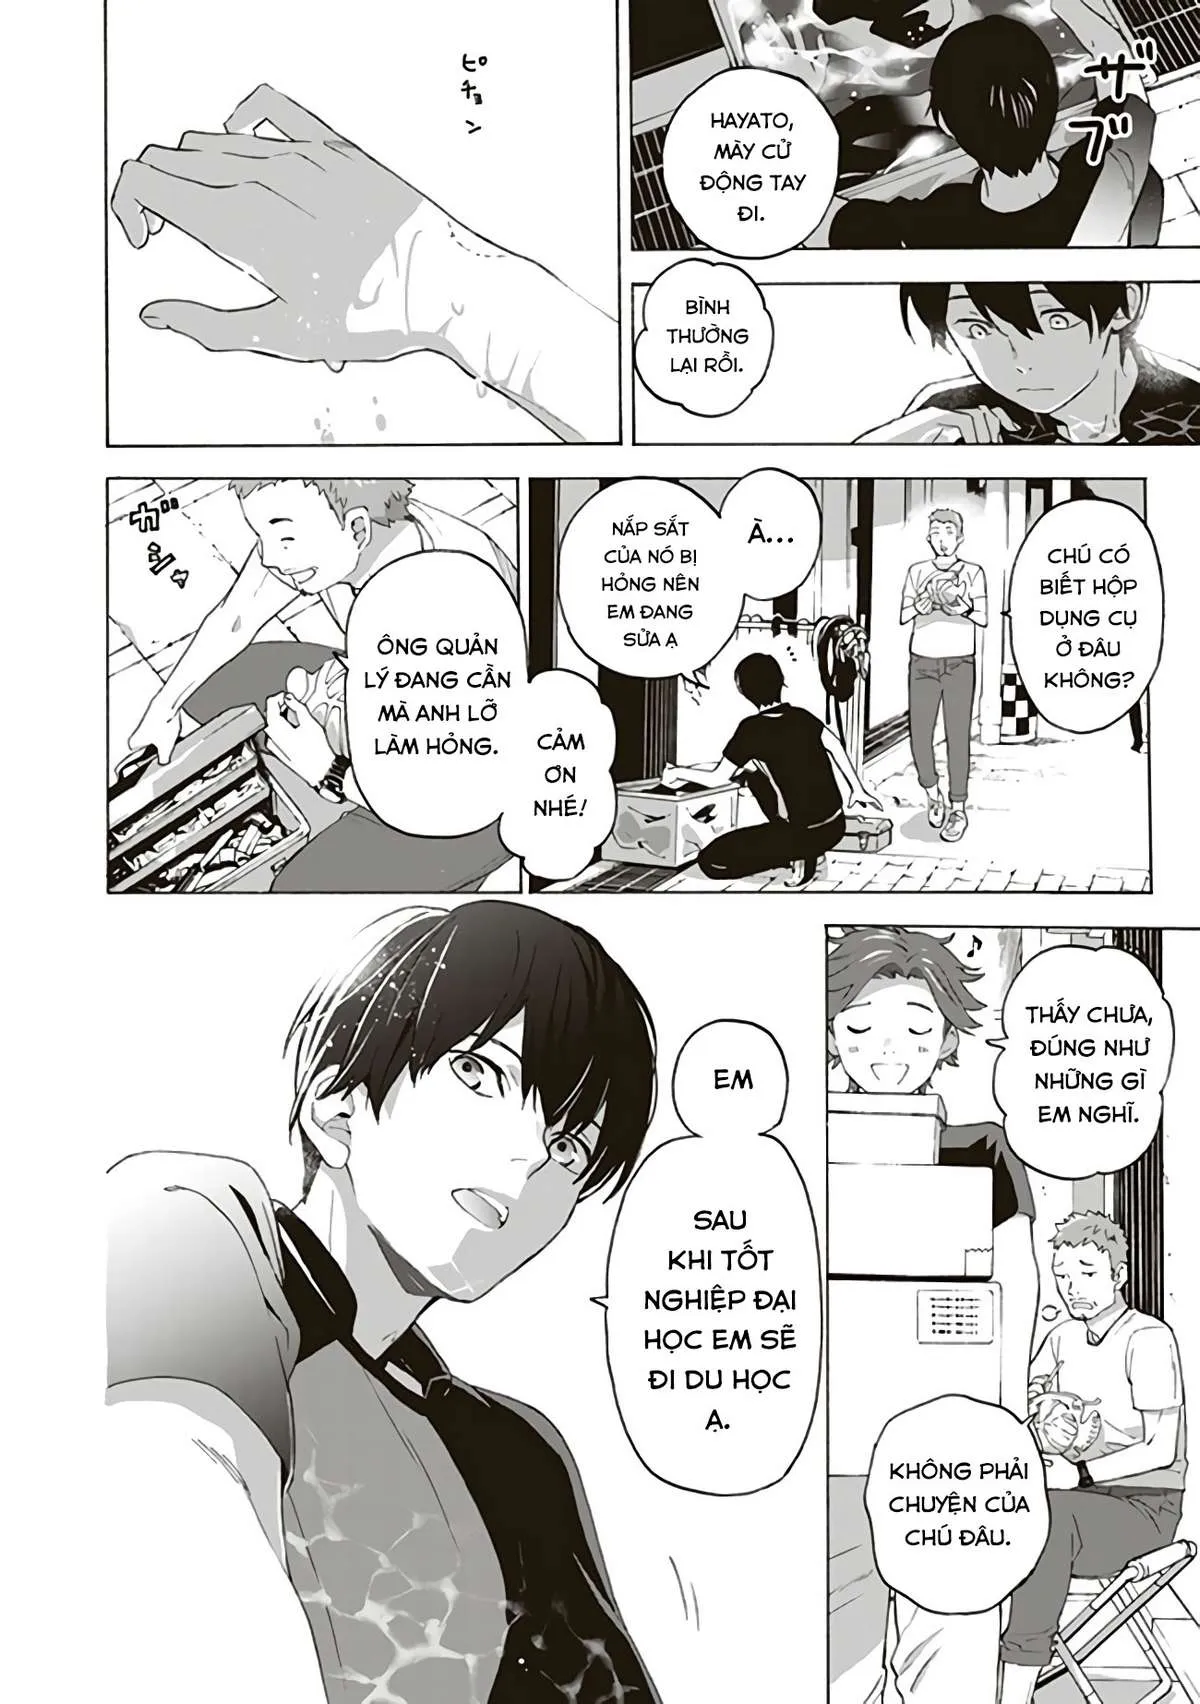 ザ
ブ
HAYATO,
MÀY CỬ
ĐỘNG TAY
ĐI.
BÌNH
THƯỜNG
LẠI RỒI.
ピチョン
CHÚ CÓ
BIẾT HỘP
DỤNG CỤ
Ở ĐÂU
KHÔNG?
À...
NẮP SẮT
CỦA NÓ BỊ
HỎNG NÊN
EM ĐANG
SỬA Ạ
ガシャ
ÔNG QUẢN
LÝ ĐANG CẦN
MÀ ANH LỠ
LÀM HỎNG.
CẢM
ƠN
NHÉ!
THẤY CHƯA,
ĐÚNG NHƯ
NHỮNG GÌ
EM NGHĨ.
KHÔNG PHẢI
CHUYỆN CỦA
CHÚ ĐÂU.
EM
SAU
KHI TỐT
NGHIỆP ĐẠI
HỌC EM SẼ
ĐI DU HỌC
Ạ.